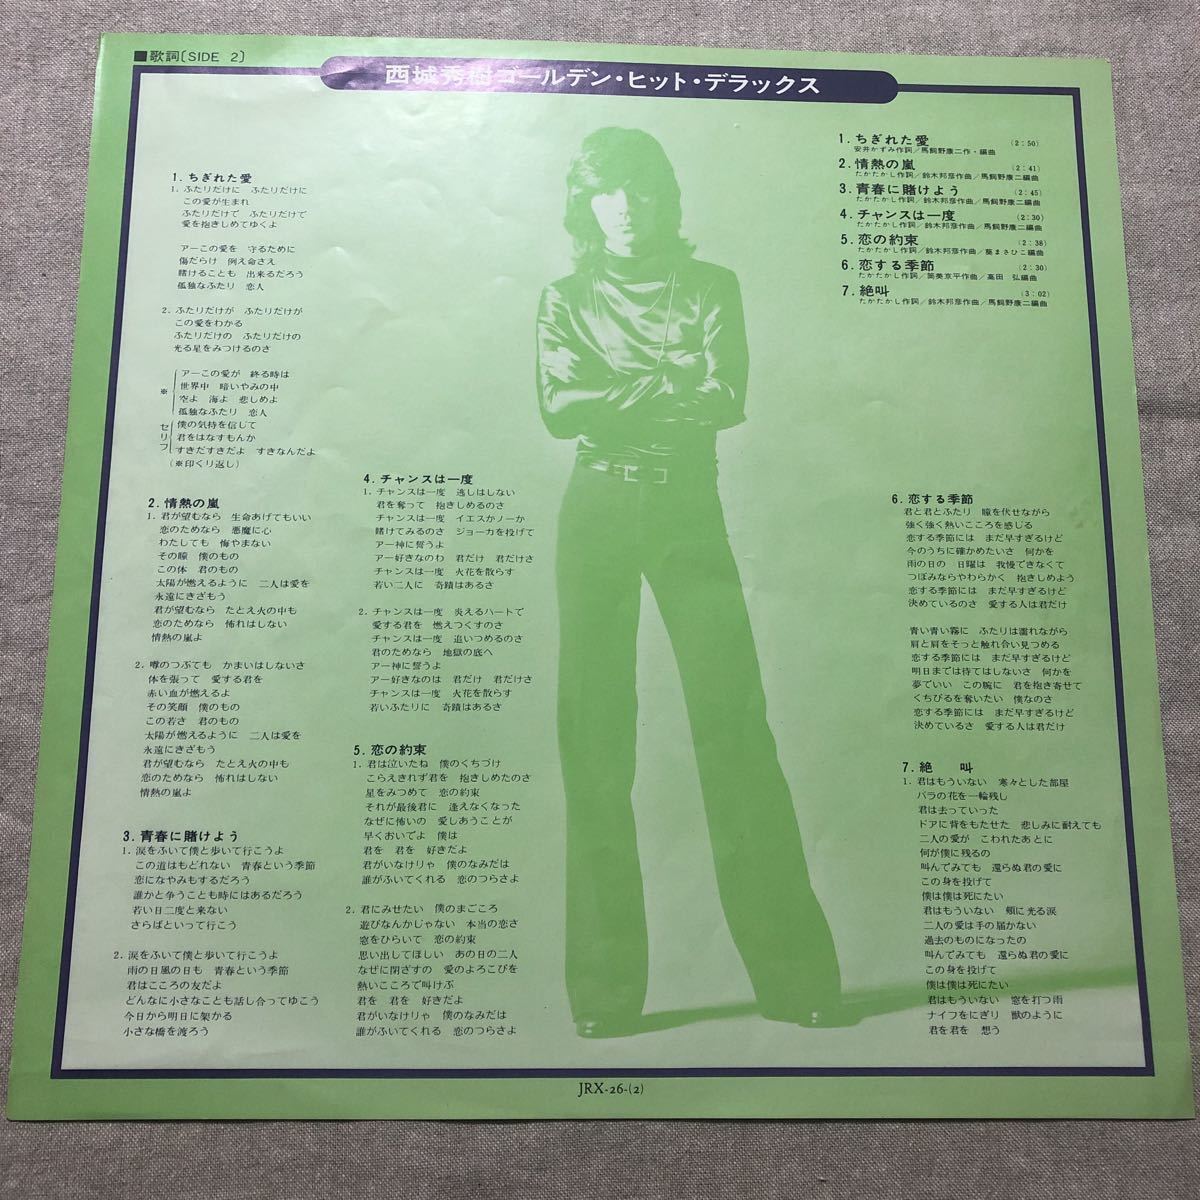 ■歌詞〔SIDE 2〕
西城秀樹ゴールデン・ヒット・デラックス
1. ちぎれた愛 (2:50)
安井かずみ作詞/馬飼野康二作・編曲
2. 情熱の嵐 (2:41)
たかたかし作詞/鈴木邦彦作曲/馬飼野康二編曲
3. 青春に賭けよう (2:45)
たかたかし作詞/鈴木邦彦作曲/馬飼野康二編曲
4. チャンスは一度 (2:30)
たかたかし作詞/鈴木邦彦作曲/馬飼野康二編曲
5. 恋の約束 (2:38)
たかたかし作詞/鈴木邦彦作曲/葵まさひこ編曲
6. 恋する季節 (2:30)
たかたかし作詞/筒美京平作曲/高田 弘編曲
7. 絶叫 (3:02)
たかたかし作詞/鈴木邦彦作曲/馬飼野康二編曲
1. ちぎれた愛
1. ふたりだけに ふたりだけに
この愛が生まれ
ふたりだけで ふたりだけで
愛を抱きしめてゆくよ
アーこの愛を 守るために
傷だらけ 例え命さえ
賭けることも 出来るだろう
孤独なふたり 恋人
2. ふたりだけが ふたりだけが
この愛をわかる
ふたりだけの ふたりだけの
光る星をみつけるのさ
アーこの愛が 終る時は
世界中 暗いやみの中
※ 空よ 海よ 悲しめよ
孤独なふたり 恋人
セリフ 僕の気持を信じて
君をはなすもんか
すきだすきだよ すきなんだよ
(※印くり返し)
2. 情熱の嵐
1. 君が望むなら 生命あげてもいい
恋のためなら 悪魔に心
わたしても 悔やまない
その瞳 僕のもの
この体 君のもの
太陽が燃えるように 二人は愛を
永遠にきざもう
君が望むなら たとえ火の中も
恋のためなら 怖れはしない
情熱の嵐よ
2. 噂のつぶても かまいはしないさ
体を張って 愛する君を
赤い血が燃えるよ
その笑顔 僕のもの
この若さ 君のもの
太陽が燃えるように 二人は愛を
永遠にきざもう
君が望むなら たとえ火の中も
恋のためなら 怖れはしない
情熱の嵐よ
3. 青春に賭けよう
1. 涙をふいて僕と歩いて行こうよ
この道はもどれない 青春という季節
恋になやみもするだろう
誰かと争うことも時にはあるだろう
若い日二度と来ない
さらばといって行こう
2. 涙をふいて僕と歩いて行こうよ
雨の日風の日も 青春という季節
君はこころの友だよ
どんなに小さなことも話し合ってゆこう
今日から明日に架かる
小さな橋を渡ろう
4. チャンスは一度
1. チャンスは一度 逃しはしない
君を奪って 抱きしめるのさ
チャンスは一度 イエスかノーか
賭けてみるのさ ジョーカを投げて
アー神に誓うよ
アー好きなのわ 君だけ 君だけさ
チャンスは一度 火花を散らす
若い二人に 奇蹟はあるさ
2. チャンスは一度 炎えるハートで
愛する君を 燃えつくすのさ
チャンスは一度 追いつめるのさ
君のためなら 地獄の底へ
アー神に誓うよ
アー好きなのは 君だけ 君だけさ
チャンスは一度 火花を散らす
若いふたりに 奇蹟はあるさ
5. 恋の約束
1. 君は泣いたね 僕のくちづけ
こらえきれず君を 抱きしめたのさ
星をみつめて 恋の約束
それが最後君に 逢えなくなった
なぜに怖いの 愛しあうことが
早くおいでよ 僕は
君を 君を 好きだよ
君がいなけりゃ 僕のなみだは
誰がふいてくれる 恋のつらさよ
2. 君にみせたい 僕のまごころ
遊びなんかじゃない 本当の恋さ
窓をひらいて 恋の約束
思い出してほしい あの日の二人
なぜに閉ざすの 愛のよろこびを
熱いこころで叫けぶ
君を 君を 好きだよ
君がいなけりゃ 僕のなみだは
誰がふいてくれる 恋のつらさよ
6. 恋する季節
君と君とふたり 瞳を伏せながら
強く強く熱いこころを感じる
恋する季節には まだ早すぎるけど
今のうちに確かめたいさ 何かを
雨の日の 日曜は 我慢できなくて
つぼみならやわらかく 抱きしめよう
恋する季節には まだ早すぎるけど
決めているのさ 愛する人は君だけ
青い青い霧に ふたりは濡れながら
肩と肩をそっと触れ合い見つめる
恋する季節には まだ早すぎるけど
明日までは待てはしないさ 何かを
夢でいい この腕に 君を抱き寄せて
くちびるを奪いたい 僕なのさ
恋する季節には まだ早すぎるけど
決めているさ 愛する人は君だけ
7. 絶 叫
1. 君はもういない 寒々とした部屋
バラの花を一輪残し
君は去っていった
ドアに背をもたせた 悲しみに耐えても
二人の愛が こわれたあとに
何が僕に残るの
叫んでみても 還らぬ君の愛に
この身を投げて
僕は僕は死にたい
君はもういない 頬に光る涙
二人の愛は手の届かない
過去のものになったの
叫んでみても 還らぬ君の愛に
この身を投げて
僕は僕は死にたい
君はもういない 窓を打つ雨
ナイフをにぎり 獣のように
君を君を 想う
JRX-26-(2)